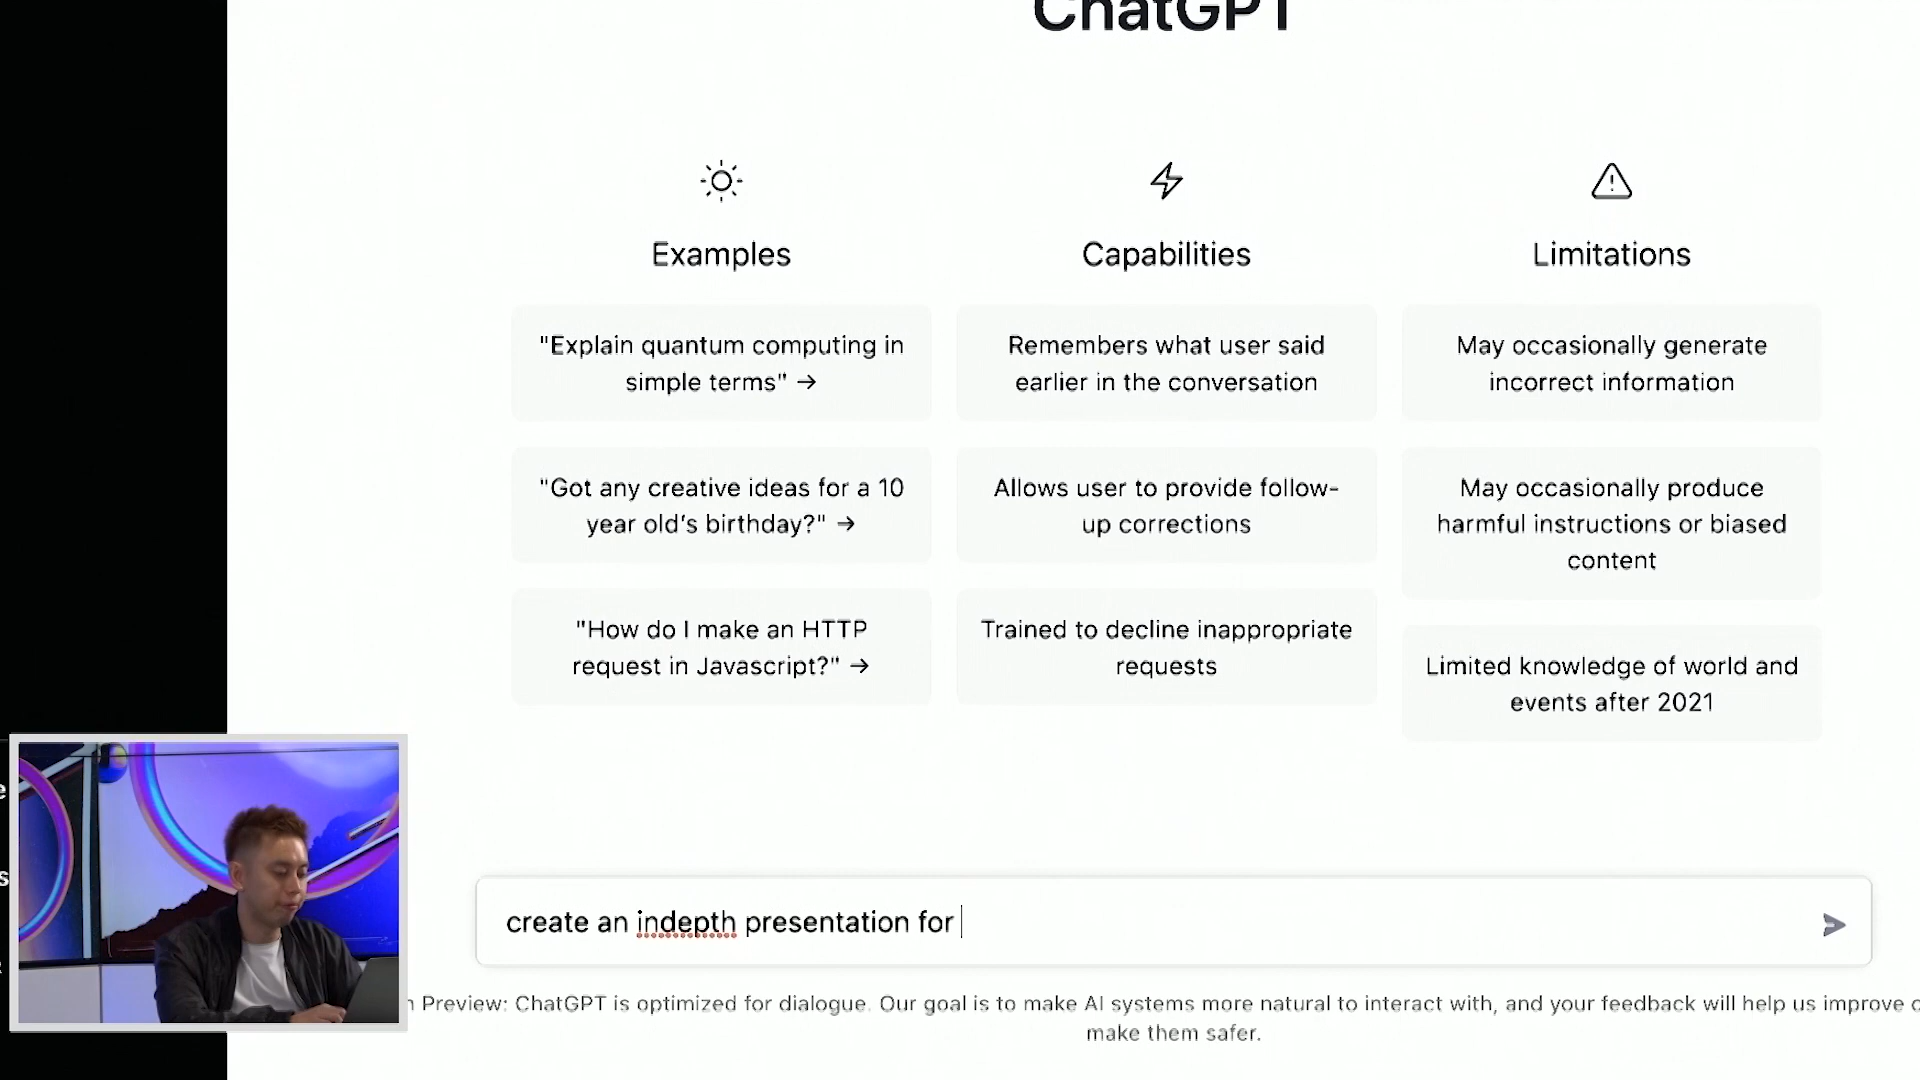 ChatGPT
Examples
Capabilities
Limitations
"Explain quantum computing in
simple terms" →
Remembers what user said
earlier in the conversation
May occasionally generate
incorrect information
"Got any creative ideas for a 10
year old's birthday?" →
Allows user to provide follow-
up corrections
May occasionally produce
harmful instructions or biased
content
"How do I make an HTTP
request in Javascript?" →
Trained to decline inappropriate
requests
Limited knowledge of world and
events after 2021
create an indepth presentation for
Preview: ChatGPT is optimized for dialogue. Our goal is to make AI systems more natural to interact with, and your feedback will help us improve
make them safer.